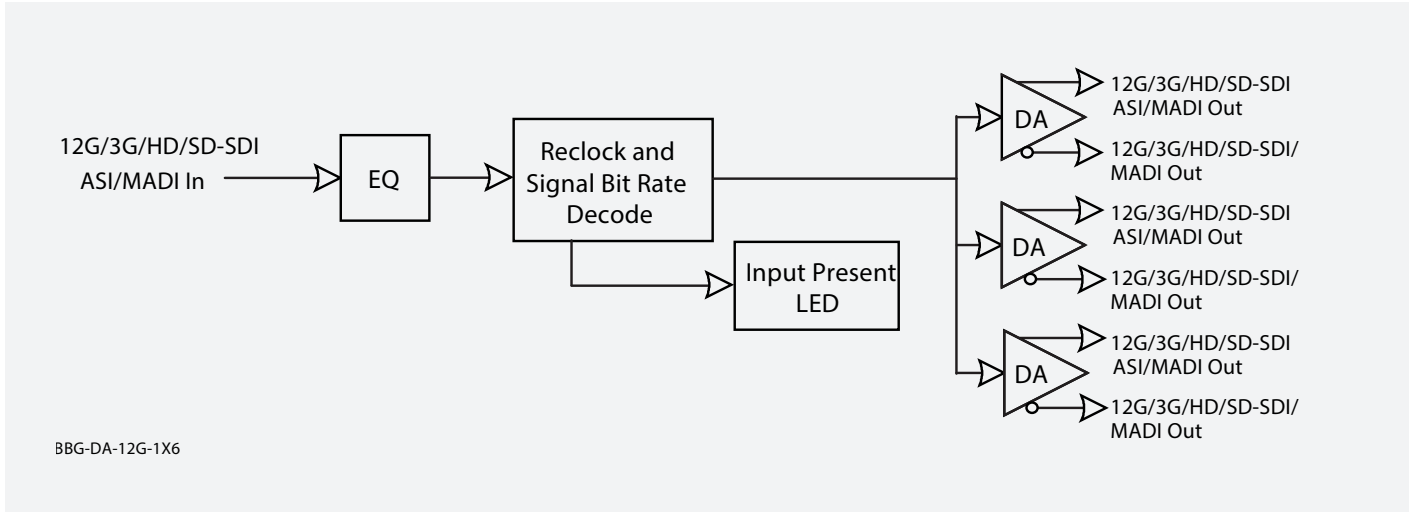 12G/3G/HD/SD-SDI
ASI/MADI In
EQ
Reclock and
Signal Bit Rate
Decode
Input Present
LED
DA
12G/3G/HD/SD-SDI
ASI/MADI Out
12G/3G/HD/SD-SDI/
MADI Out
DA
12G/3G/HD/SD-SDI
ASI/MADI Out
12G/3G/HD/SD-SDI/
MADI Out
DA
12G/3G/HD/SD-SDI
ASI/MADI Out
12G/3G/HD/SD-SDI/
MADI Out
BBG-DA-12G-1X6